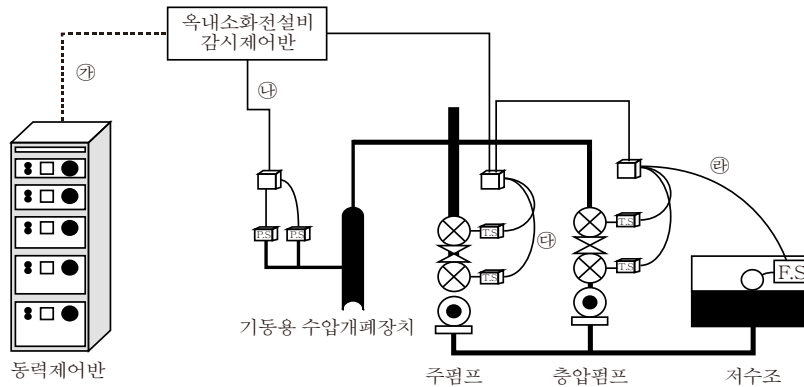 옥내소화전설비
감시제어반
㉮
㉯
㉱
P.S
P.S
T.S
T.S
㉰
T.S
T.S
F.S
기동용 수압개폐장치
동력제어반
주펌프
충압펌프
저수조